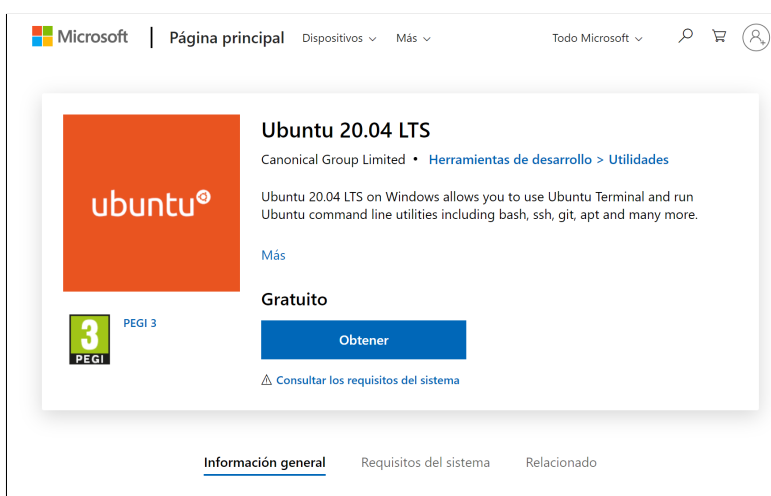 Microsoft | Página principal Dispositivos Más Todo Microsoft
ubuntu
Ubuntu 20.04 LTS
Canonical Group Limited • Herramientas de desarrollo > Utilidades
Ubuntu 20.04 LTS on Windows allows you to use Ubuntu Terminal and run
Ubuntu command line utilities including bash, ssh, git, apt and many more.
Más
Gratuito
3
PEGI
PEGI 3
Obtener
Consultar los requisitos del sistema
Información general Requisitos del sistema Relacionado